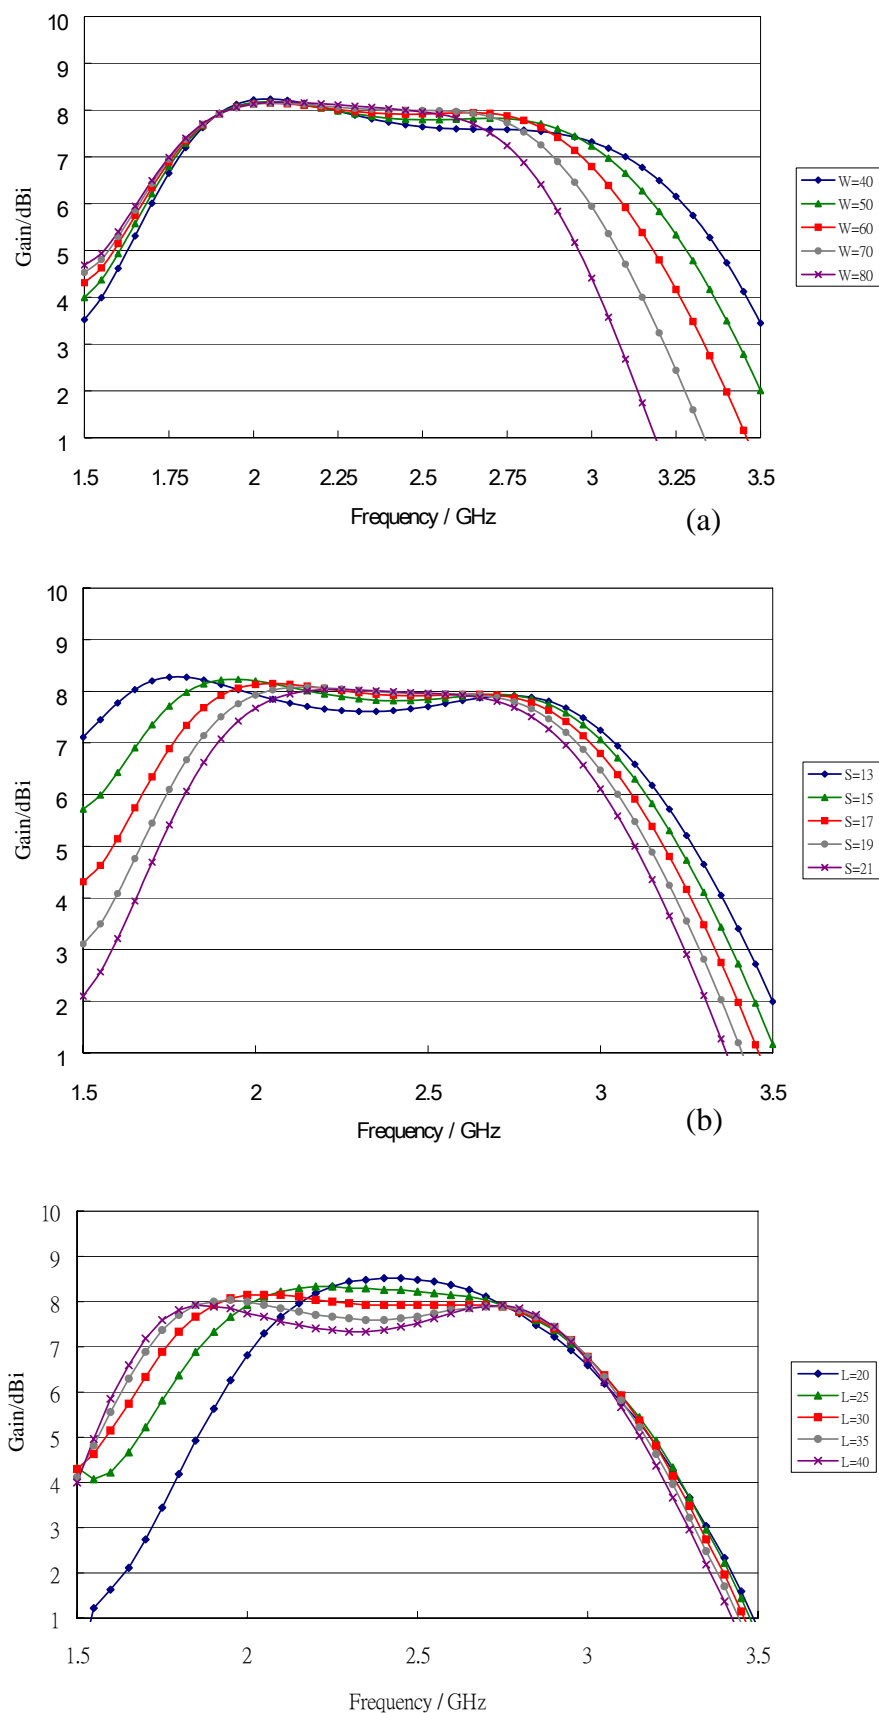 10
9
8
7
6
5
4
3
2
1
Gain/dBi
1.5 1.75 2 2.25 2.5 2.75 3 3.25 3.5
Frequency / GHz
(a)
W=40
W=50
W=60
W=70
W=80
10
9
8
7
6
5
4
3
2
1
Gain/dBi
1.5 2 2.5 3 3.5
Frequency / GHz
(b)
S=13
S=15
S=17
S=19
S=21
10
9
8
7
6
5
4
3
2
1
Gain/dBi
1.5 2 2.5 3 3.5
Frequency / GHz
L=20
L=25
L=30
L=35
L=40